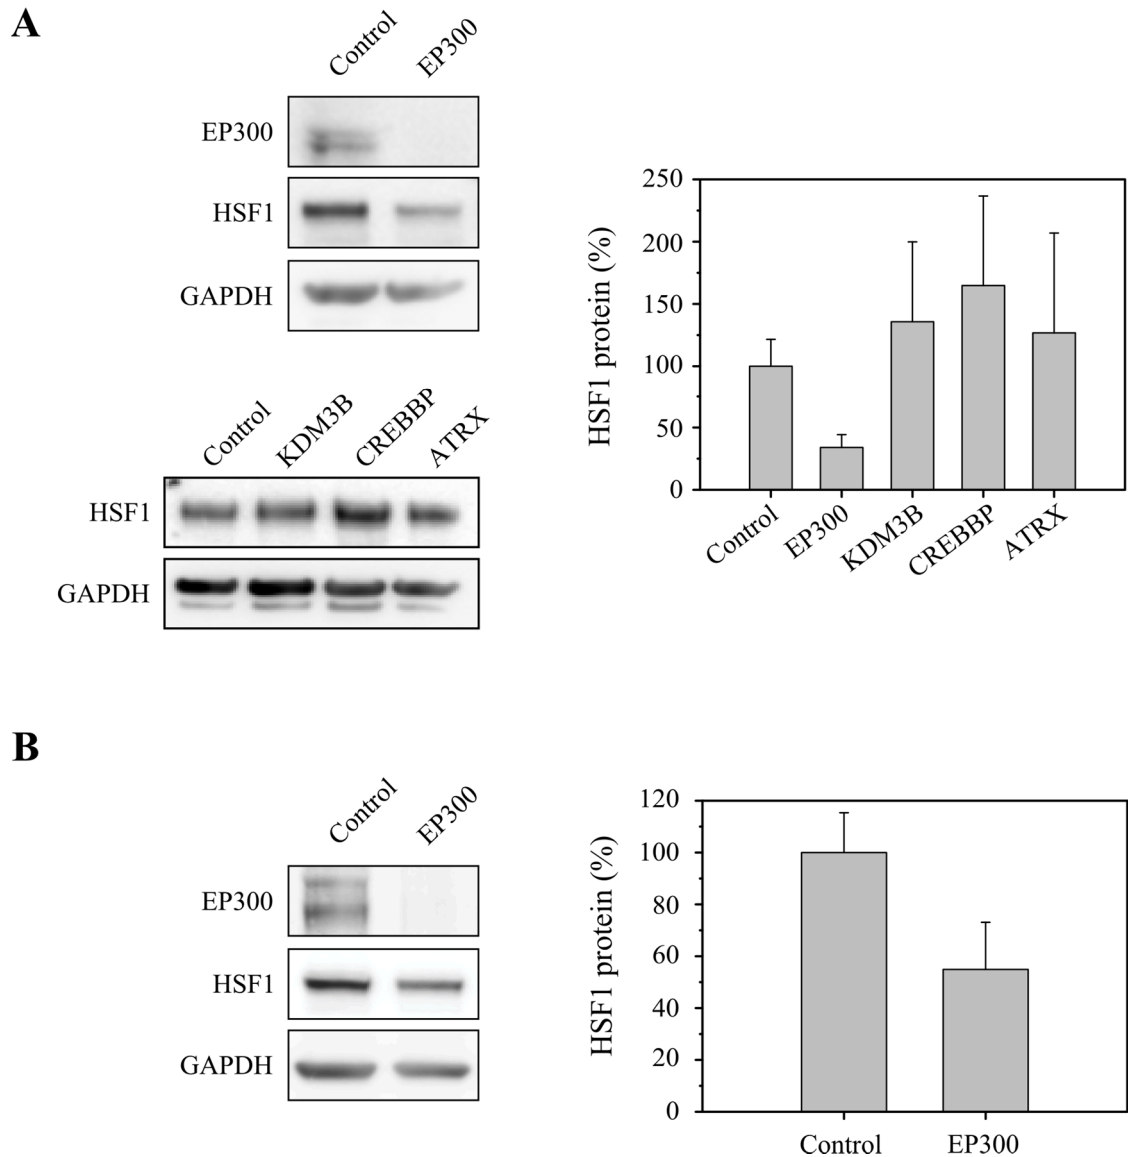 A
Control EP300
EP300
HSF1
GAPDH
Control KDM3B CREBBP ATRX
HSF1
GAPDH
HSF1 protein (%)
250
200
150
100
50
0
Control EP300 KDM3B CREBBP ATRX
B
Control EP300
EP300
HSF1
GAPDH
HSF1 protein (%)
120
100
80
60
40
20
0
Control EP300